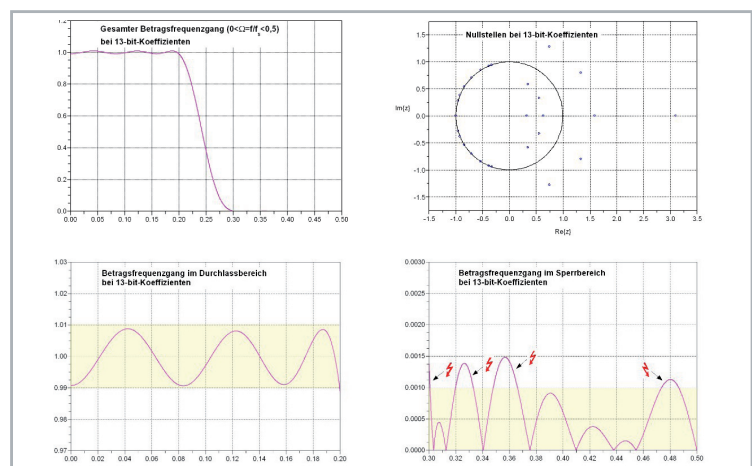 Gesamter Betragsfrequenzgang (0<Ω=f/fs<0,5)
bei 13-bit-Koeffizienten
1.0
0.8
0.6
0.4
0.2
0.0
0.00 0.05 0.10 0.15 0.20 0.25 0.30 0.35 0.40 0.45 0.50
Nullstellen bei 13-bit-Koeffizienten
Im(z)
1.5
1.0
0.5
0.0
-0.5
-1.0
-1.5
-1.5 -1.0 -0.5 0.0 0.5 1.0 1.5 2.0 2.5 3.0 3.5
Re(z)
Betragsfrequenzgang im Durchlassbereich
bei 13-bit-Koeffizienten
1.03
1.02
1.01
1.00
0.99
0.98
0.97
0.00 0.02 0.04 0.06 0.08 0.10 0.12 0.14 0.16 0.18 0.20
Betragsfrequenzgang im Sperrbereich
bei 13-bit-Koeffizienten
0.0030
0.0025
0.0020
0.0015
0.0010
0.0005
0.0000
0.30 0.32 0.34 0.36 0.38 0.40 0.42 0.44 0.46 0.48 0.50